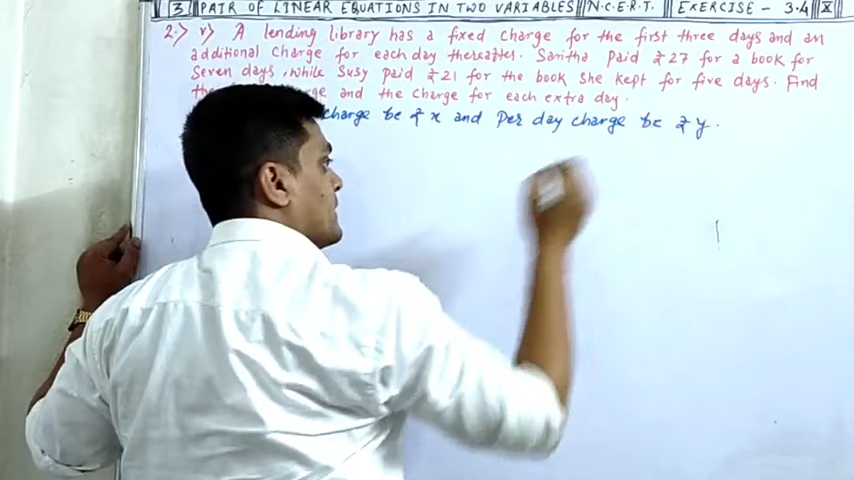 3 PAIR OF LINEAR EQUATIONS IN TWO VARIABLES N.C.E.R.T. EXERCISE - 3.4 X
2.> v) A lending library has a fixed charge for the first three days and an
additional charge for each day thereafter. Saritha paid ₹27 for a book for
Seven days, while Susy paid ₹21 for the book she kept for five days. Find
and the charge for each extra day.
charge be ₹ x and Per day charge be ₹ y.